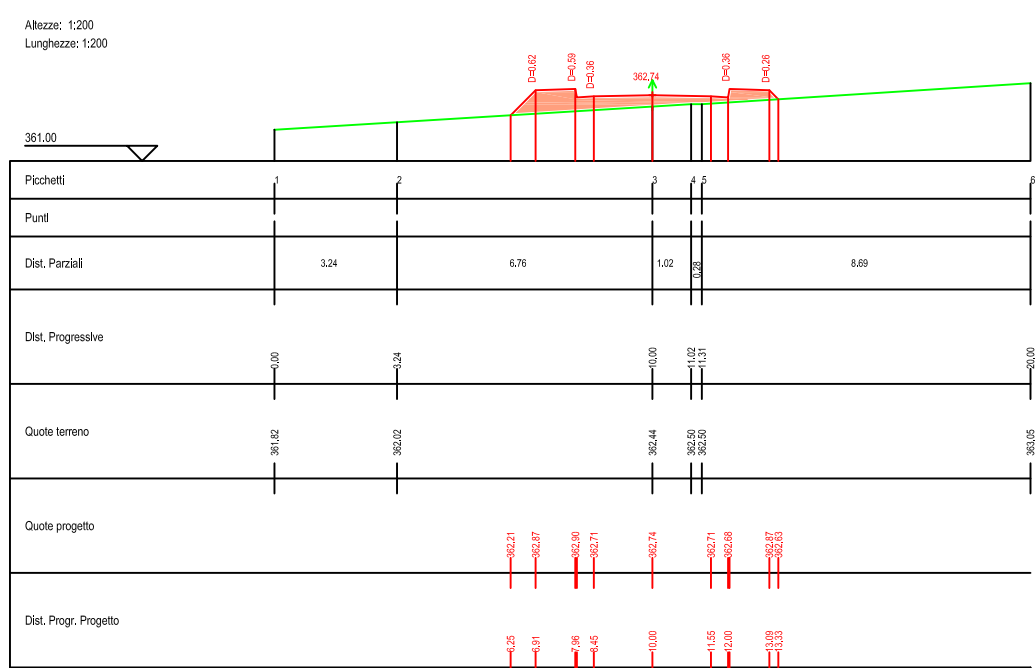 Altezze: 1:200
Lunghezze: 1:200
D=0.62
D=0.59
D=0.36
362.74
D=0.36
D=0.26
361.00
Picchetti
1 2 3 4 5 6
Punti
Dist. Parziali
3.24 6.76 1.02 0.28 8.69
Dist. Progressive
0.00 3.24 10.00 11.02 11.31 20.00
Quote terreno
361.82 362.02 362.44 362.50 362.50 363.05
Quote progetto
362.21 362.87 362.90 362.71 362.74 362.71 362.68 362.87 362.63
Dist. Progr. Progetto
6.25 6.91 7.96 8.45 10.00 11.55 12.00 13.09 13.33